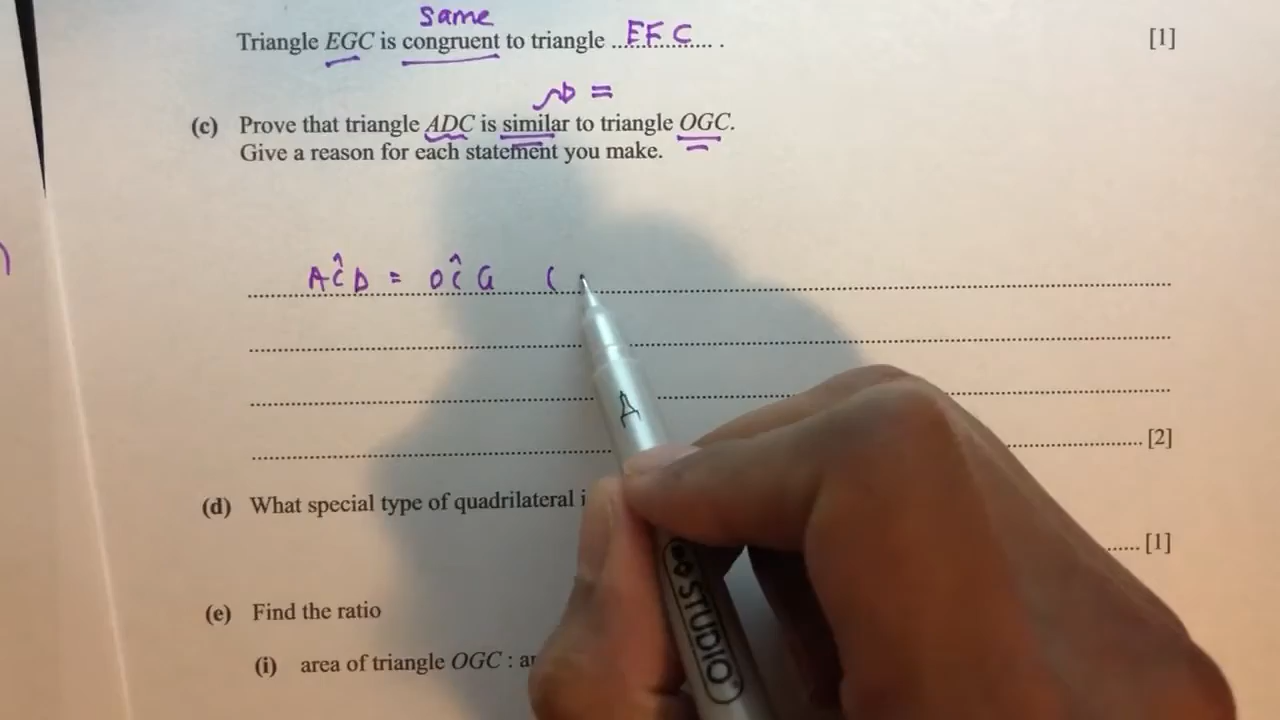 same
Triangle EGC is congruent to triangle ...EFC... . [1]
=
(c) Prove that triangle ADC is similar to triangle OGC.
Give a reason for each statement you make.
AĈD = OĈG (
[2]
(d) What special type of quadrilateral i
[1]
(e) Find the ratio
(i) area of triangle OGC : ar
STUDIO